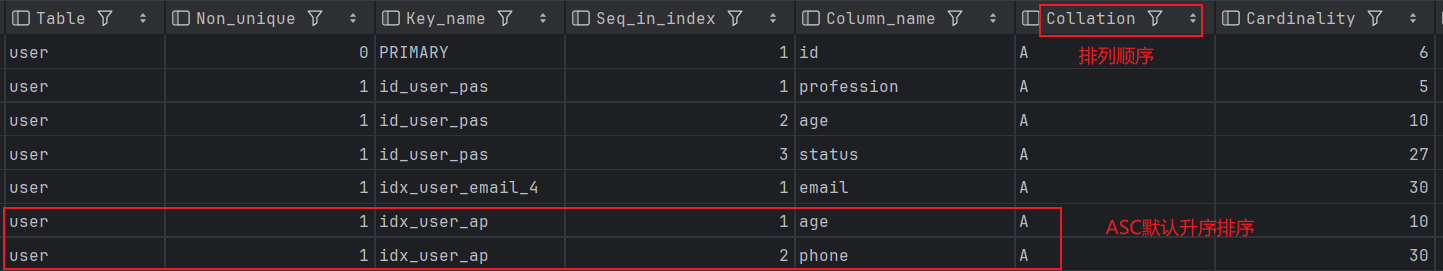 Table Non_unique Key_name Seq_in_index Column_name Collation Cardinality
user 0 PRIMARY 1 id A 6
排列顺序
user 1 id_user_pas 1 profession A 5
user 1 id_user_pas 2 age A 10
user 1 id_user_pas 3 status A 27
user 1 idx_user_email_4 1 email A 30
user 1 idx_user_ap 1 age A 10
ASC默认升序排序
user 1 idx_user_ap 2 phone A 30